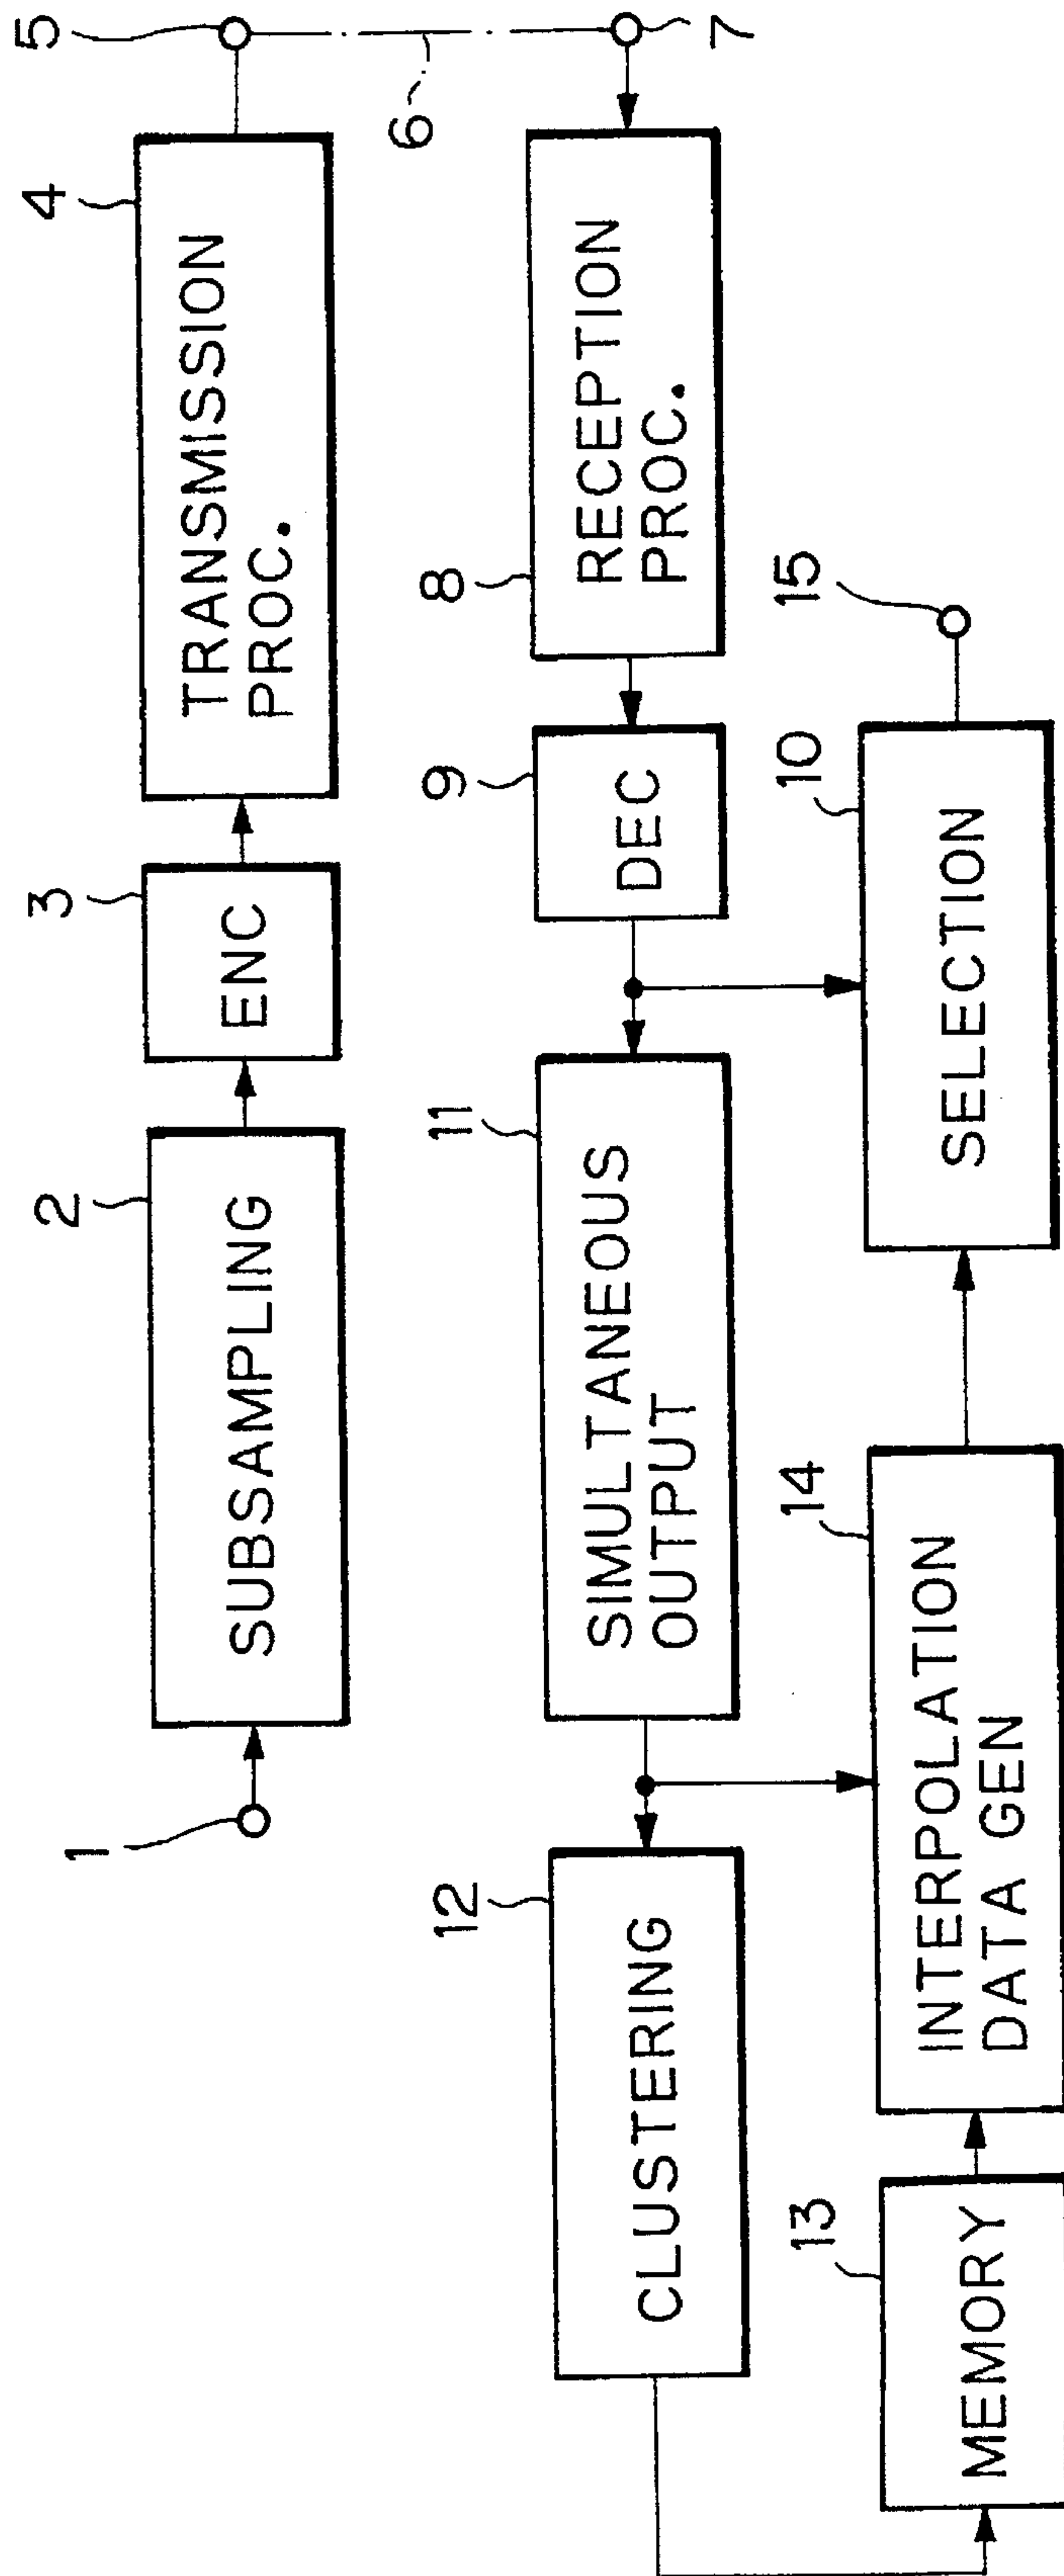 1
2
SUBSAMPLING
3
ENC
4
TRANSMISSION
PROC.
5
6
7
8
RECEPTION
PROC.
9
DEC
11
SIMULTANEOUS
OUTPUT
12
CLUSTERING
13
MEMORY
14
INTERPOLATION
DATA GEN
10
SELECTION
15